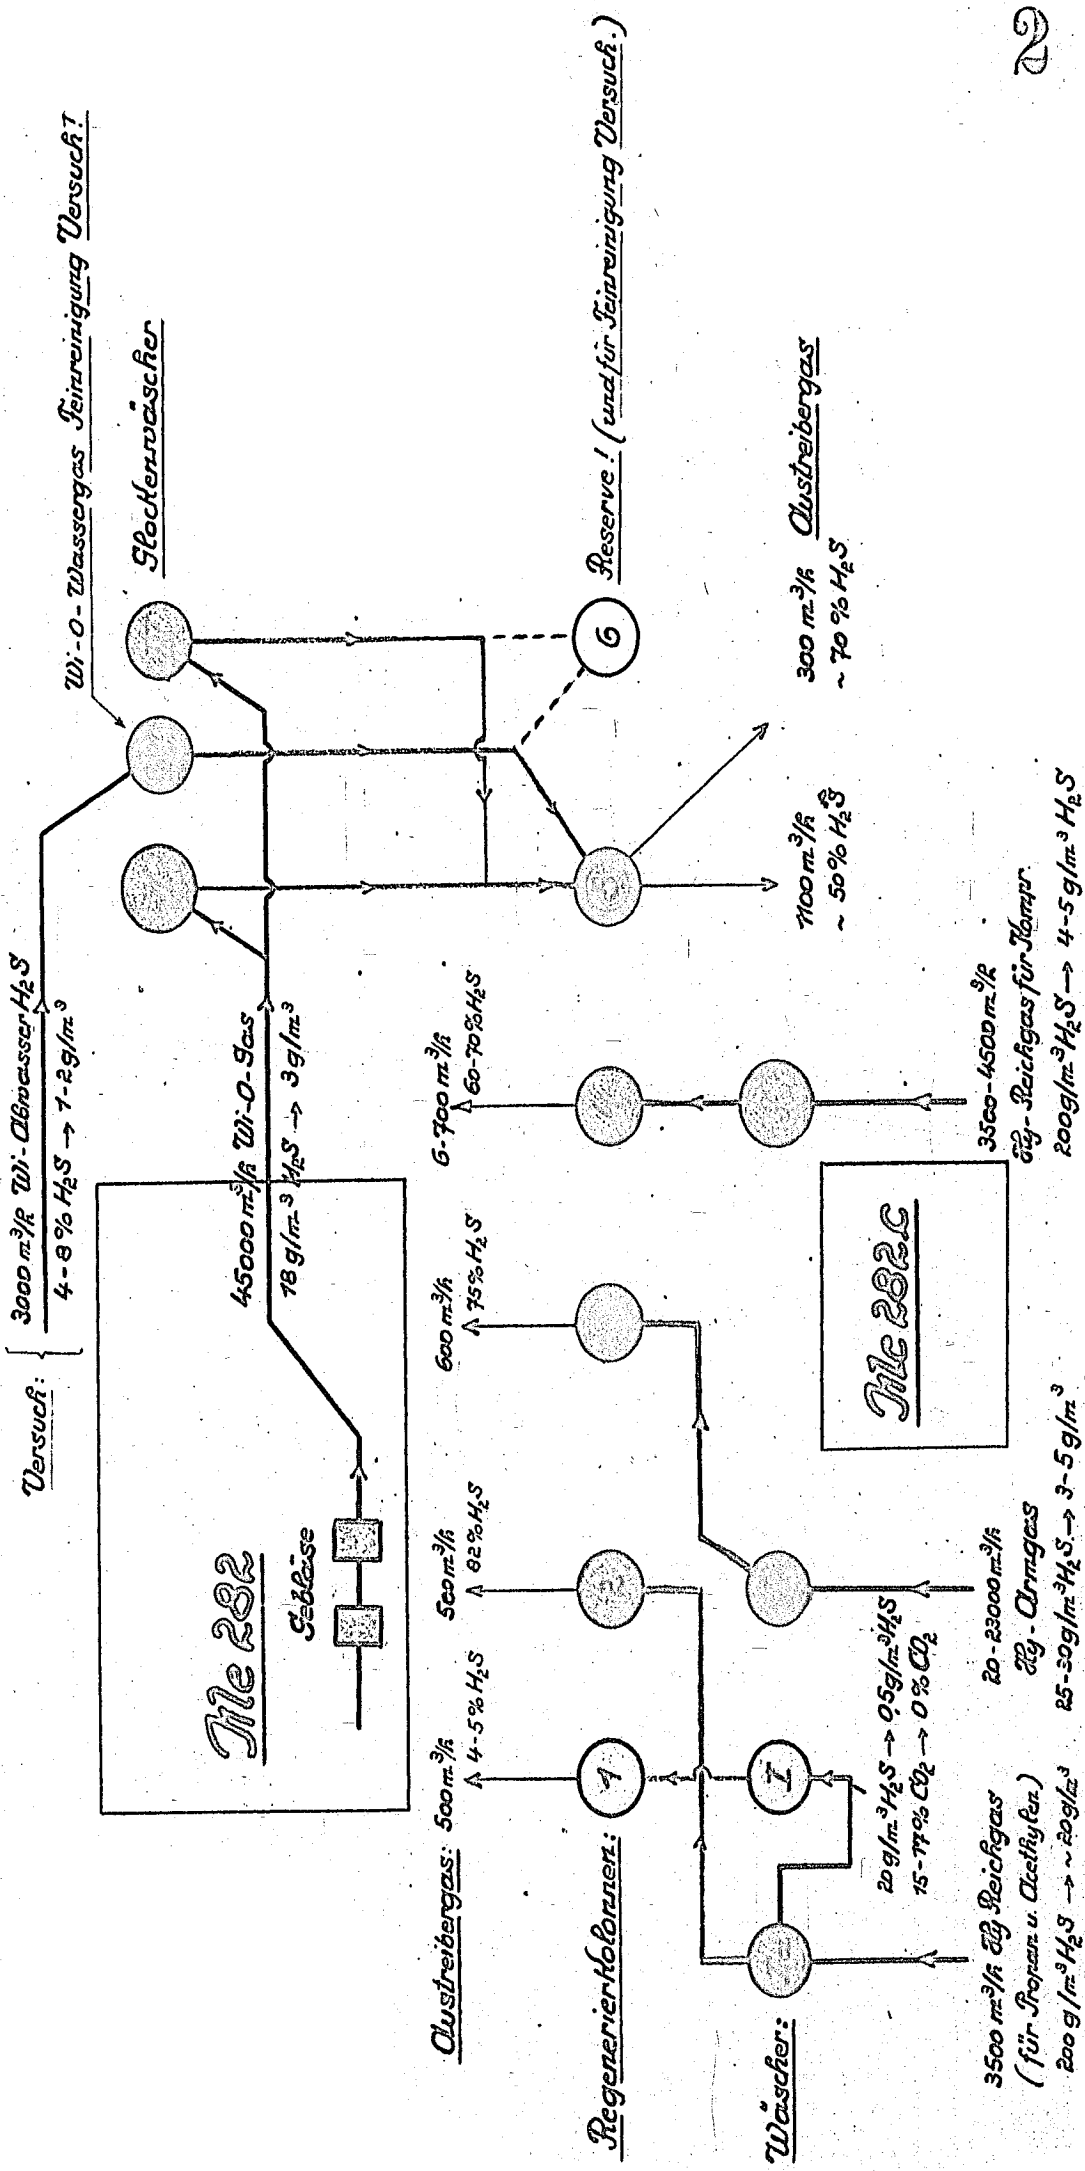 2
Versuch:
3000 m³/h Wi-Abwasser H₂S
4-8% H₂S → 1-2 g/m³
Wi-O-Wassergas Feinreinigung Versuch!
Glockenwäscher
Me 282
Gebläse
45000 m³/h Wi-O-Gas
18 g/m³ H₂S → 3 g/m³
Austreibergas:
500 m³/h
4-5% H₂S
500 m³/h
82% H₂S
600 m³/h
75% H₂S
6-700 m³/h
60-70% H₂S
Regenerierkolonnen:
1
6
Reserve! (und für Feinreinigung Versuch.)
Wäscher:
I
20 g/m³ H₂S → 0,5 g/m³ H₂S
15-17% CO₂ → 0% CO₂
Me 282c
1100 m³/h
~ 50% H₂S
300 m³/h
~ 70% H₂S
Austreibergas
3500 m³/h Hy Reichgas
(für Propan u. Acethylen)
200 g/m³ H₂S → ~ 20 g/m³
20-23000 m³/h
Hy-Armgas
25-30 g/m³ H₂S → 3-5 g/m³
3500-4500 m³/h
Hy-Reichgas für Kompr.
200 g/m³ H₂S → 4-5 g/m³ H₂S